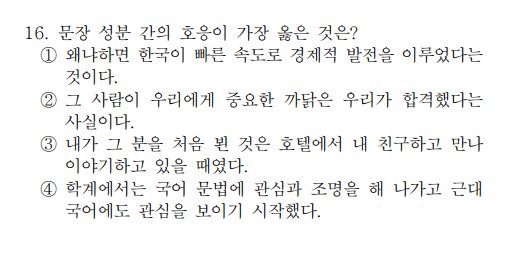 16. 문장 성분 간의 호응이 가장 옳은 것은?
① 왜냐하면 한국이 빠른 속도로 경제적 발전을 이루었다는
것이다.
② 그 사람이 우리에게 중요한 까닭은 우리가 합격했다는
사실이다.
③ 내가 그 분을 처음 뵌 것은 호텔에서 내 친구하고 만나
이야기하고 있을 때였다.
④ 학계에서는 국어 문법에 관심과 조명을 해 나가고 근대
국어에도 관심을 보이기 시작했다.